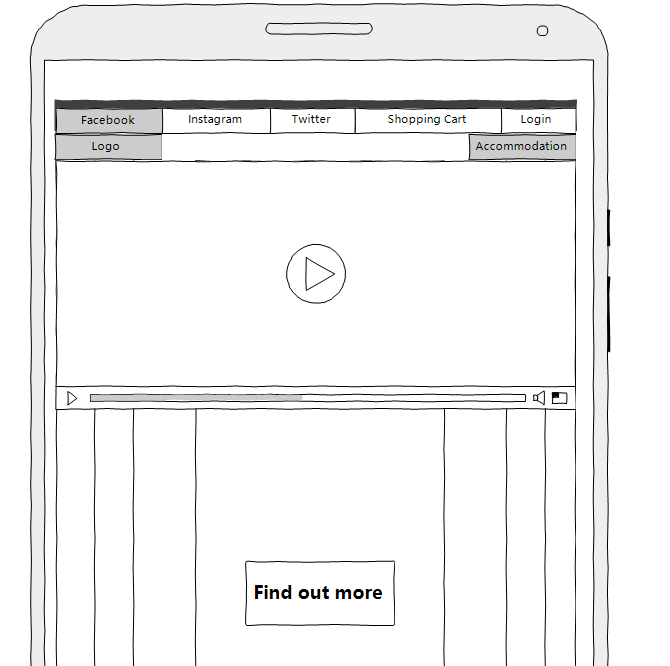 Facebook Instagram Twitter Shopping Cart Login
Logo Accommodation
Find out more